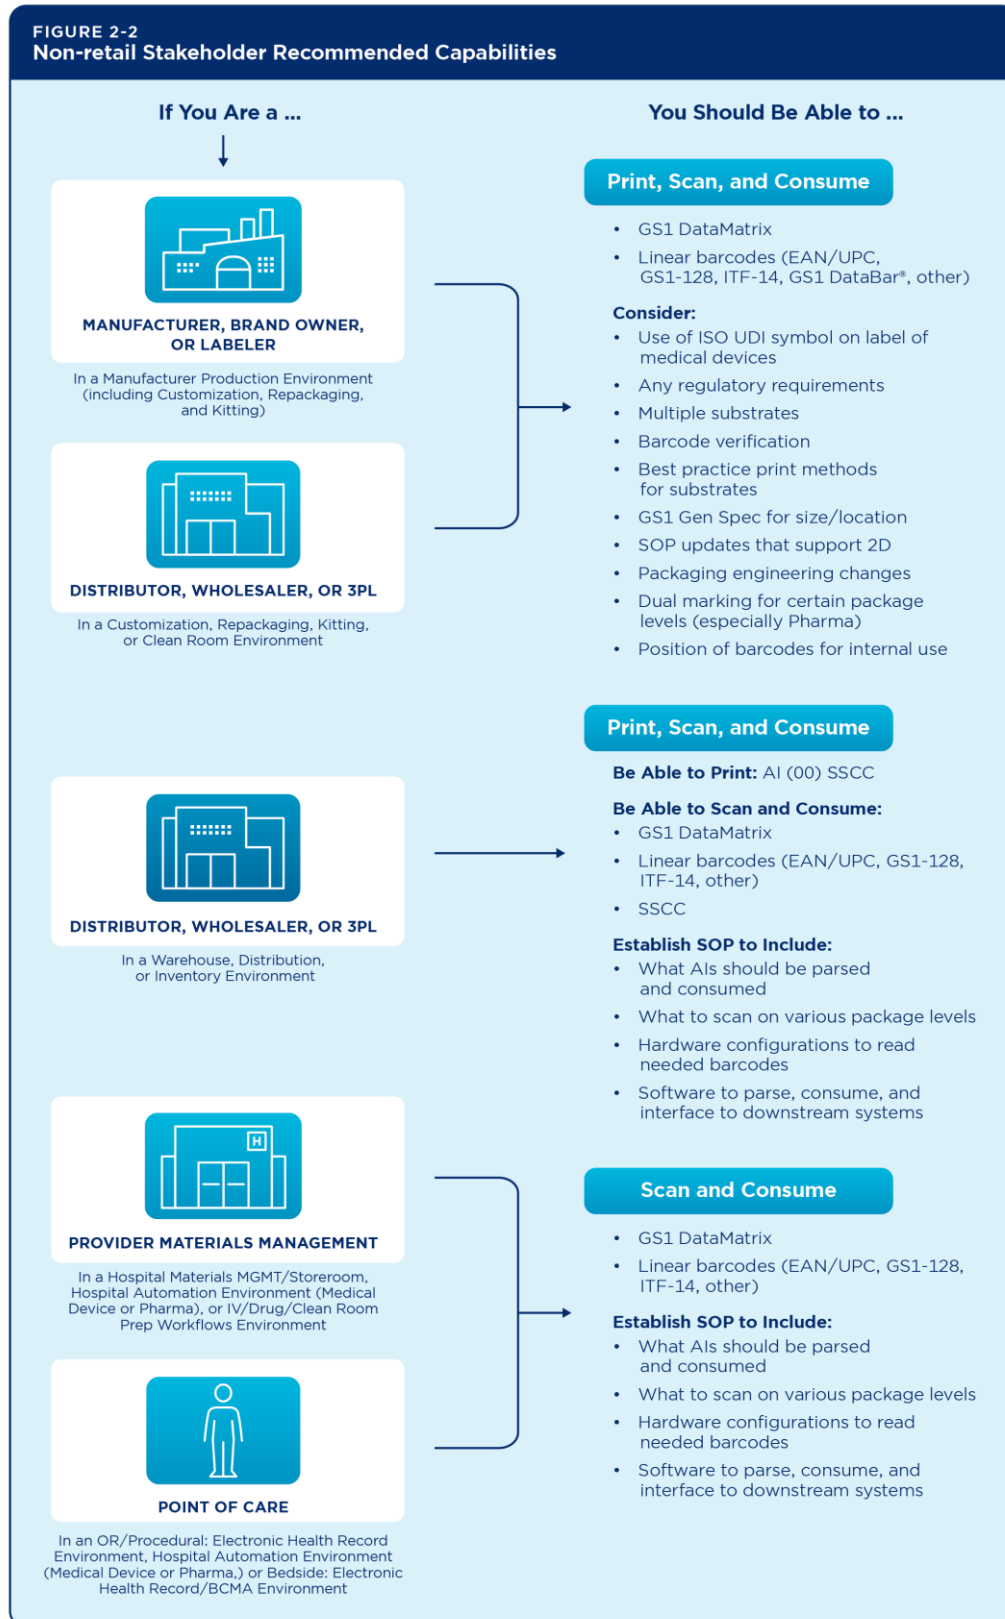 FIGURE 2-2
Non-retail Stakeholder Recommended Capabilities
If You Are a ...
MANUFACTURER, BRAND OWNER,
OR LABELER
In a Manufacturer Production Environment
(including Customization, Repackaging,
and Kitting)
DISTRIBUTOR, WHOLESALER, OR 3PL
In a Customization, Repackaging, Kitting,
or Clean Room Environment
You Should Be Able to ...
Print, Scan, and Consume
• GS1 DataMatrix
• Linear barcodes (EAN/UPC,
GS1-128, ITF-14, GS1 DataBar®, other)
Consider:
• Use of ISO UDI symbol on label of
medical devices
• Any regulatory requirements
• Multiple substrates
• Barcode verification
• Best practice print methods
for substrates
• GS1 Gen Spec for size/location
• SOP updates that support 2D
• Packaging engineering changes
• Dual marking for certain package
levels (especially Pharma)
• Position of barcodes for internal use
DISTRIBUTOR, WHOLESALER, OR 3PL
In a Warehouse, Distribution,
or Inventory Environment
Print, Scan, and Consume
Be Able to Print: AI (00) SSCC
Be Able to Scan and Consume:
• GS1 DataMatrix
• Linear barcodes (EAN/UPC, GS1-128,
ITF-14, other)
• SSCC
Establish SOP to Include:
• What AIs should be parsed
and consumed
• What to scan on various package levels
• Hardware configurations to read
needed barcodes
• Software to parse, consume, and
interface to downstream systems
H
PROVIDER MATERIALS MANAGEMENT
In a Hospital Materials MGMT/Storeroom,
Hospital Automation Environment (Medical
Device or Pharma), or IV/Drug/Clean Room
Prep Workflows Environment
POINT OF CARE
In an OR/Procedural: Electronic Health Record
Environment, Hospital Automation Environment
(Medical Device or Pharma,) or Bedside: Electronic
Health Record/BCMA Environment
Scan and Consume
• GS1 DataMatrix
• Linear barcodes (EAN/UPC, GS1-128,
ITF-14, other)
Establish SOP to Include:
• What AIs should be parsed
and consumed
• What to scan on various package levels
• Hardware configurations to read
needed barcodes
• Software to parse, consume, and
interface to downstream systems